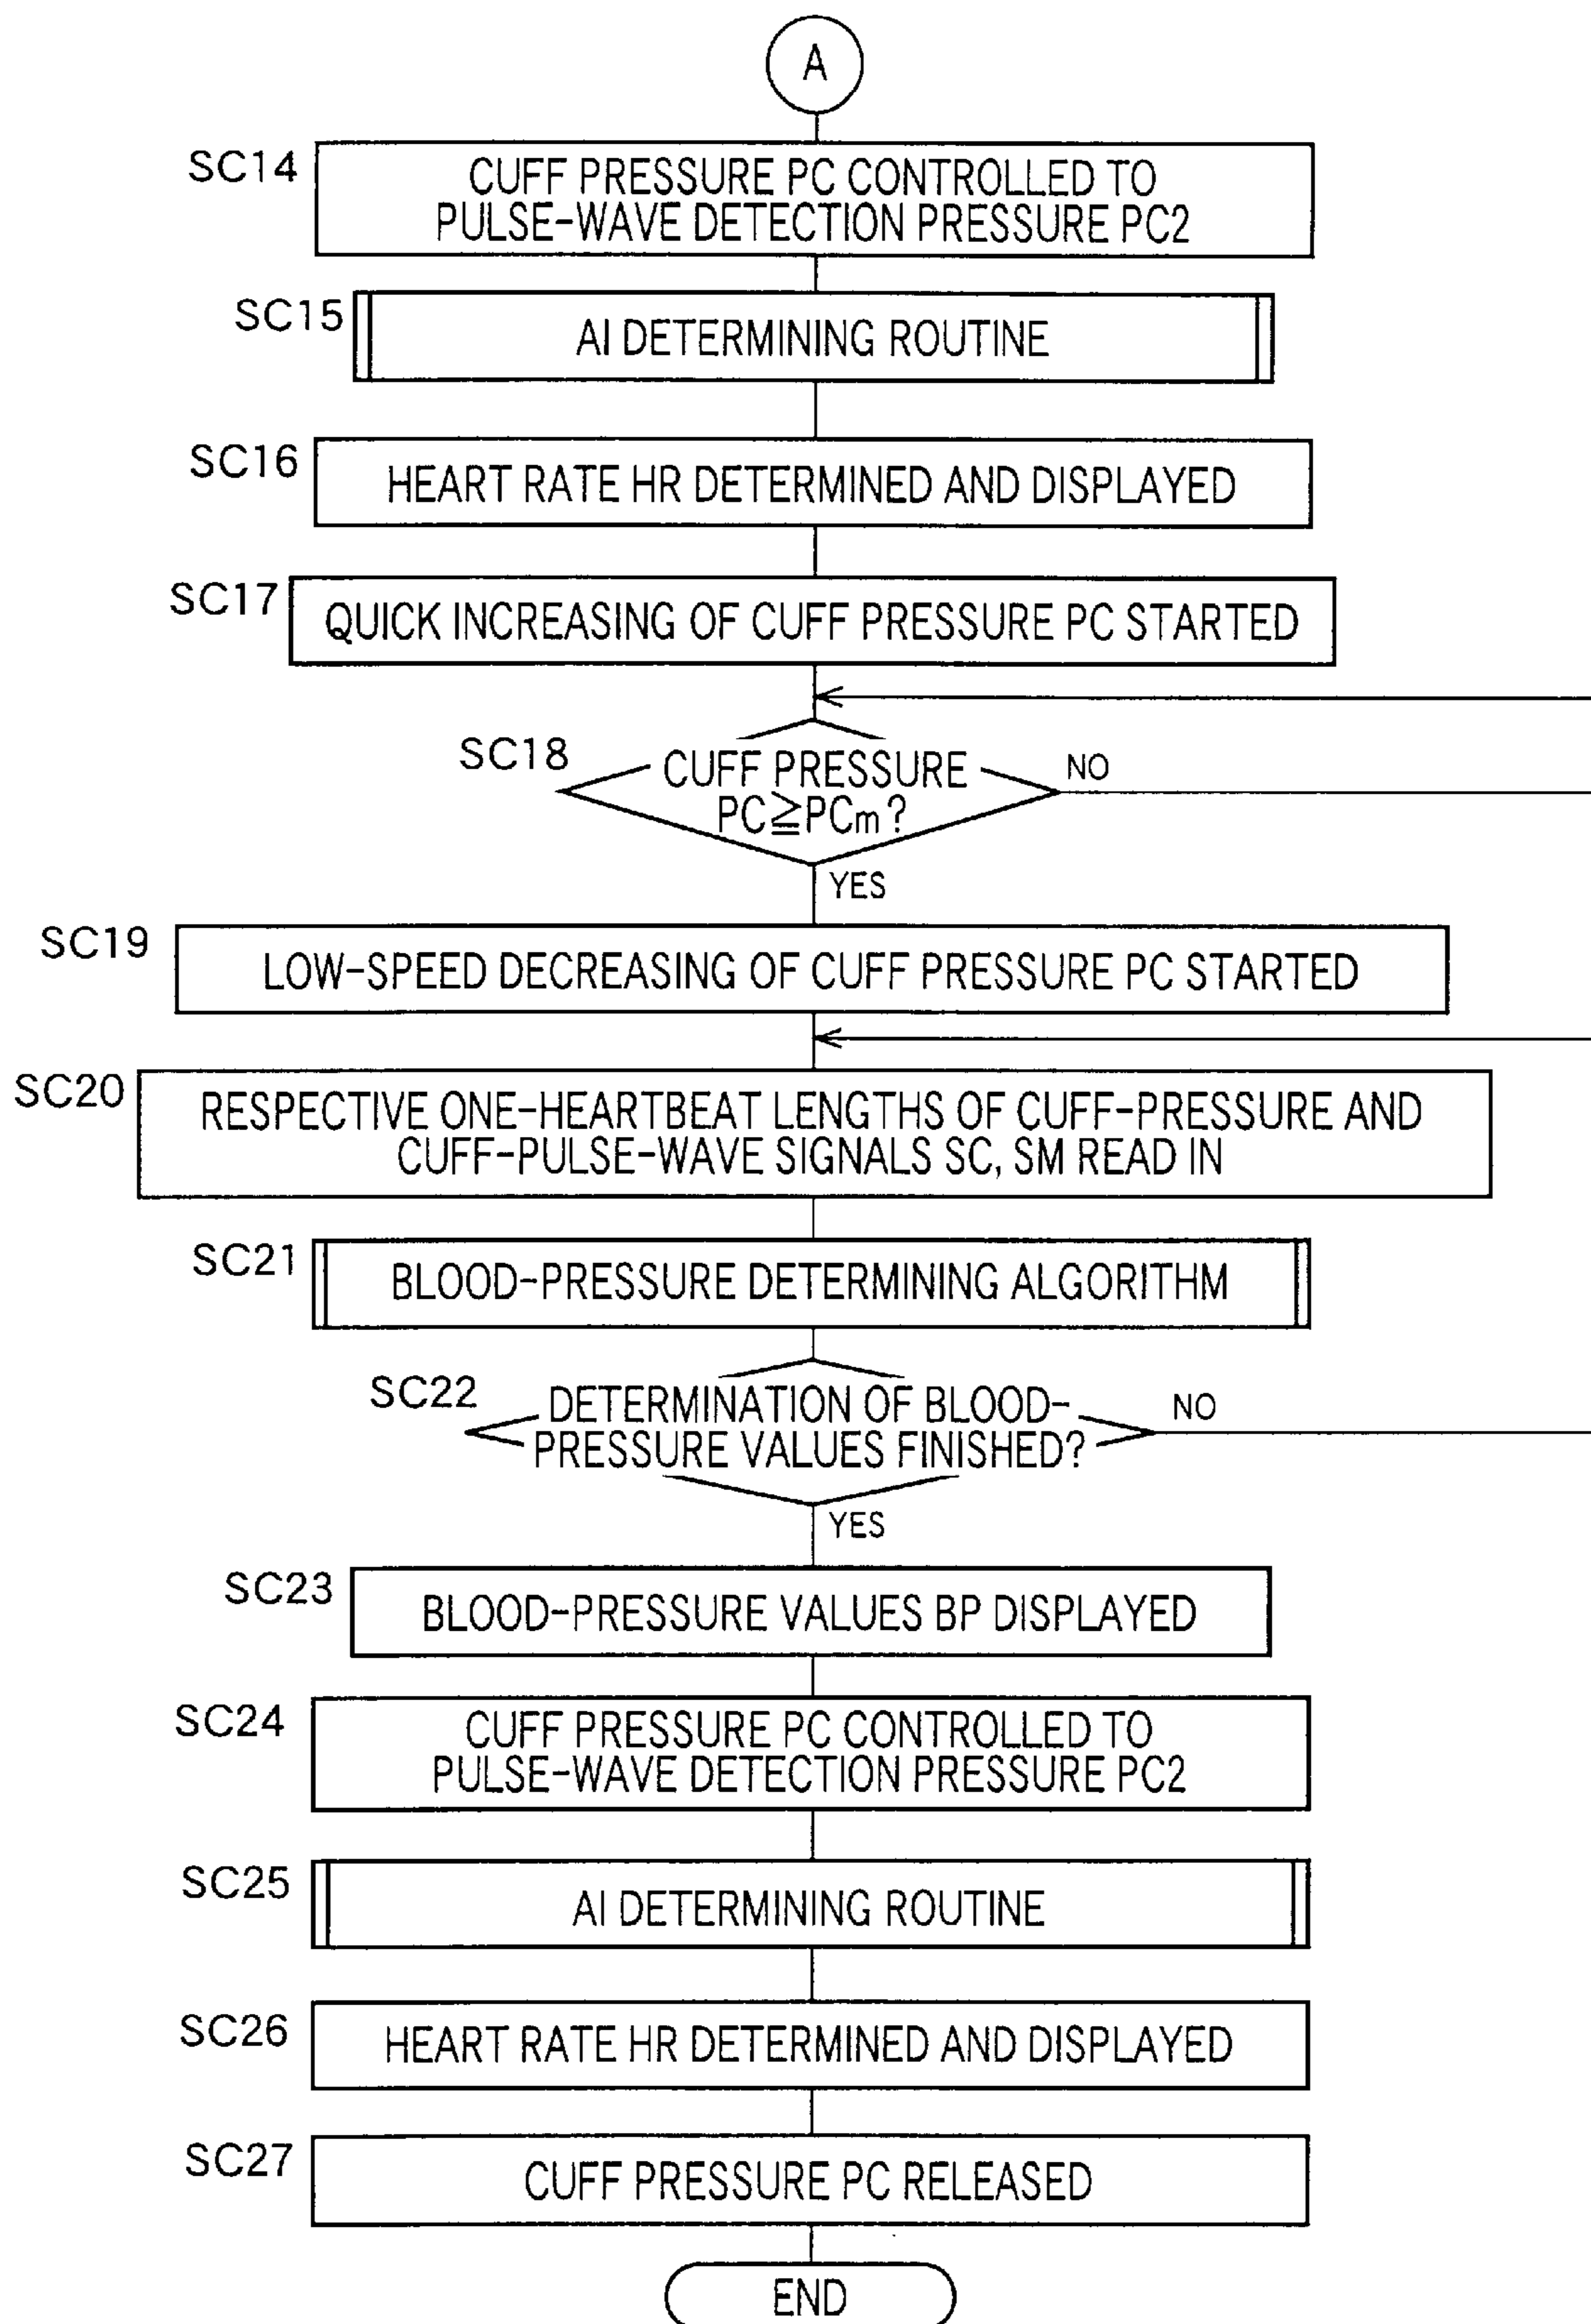 A
SC14
CUFF PRESSURE PC CONTROLLED TO
PULSE-WAVE DETECTION PRESSURE PC2
SC15
AI DETERMINING ROUTINE
SC16
HEART RATE HR DETERMINED AND DISPLAYED
SC17
QUICK INCREASING OF CUFF PRESSURE PC STARTED
SC18
CUFF PRESSURE
PC≧PCm?
NO
YES
SC19
LOW-SPEED DECREASING OF CUFF PRESSURE PC STARTED
SC20
RESPECTIVE ONE-HEARTBEAT LENGTHS OF CUFF-PRESSURE AND
CUFF-PULSE-WAVE SIGNALS SC, SM READ IN
SC21
BLOOD-PRESSURE DETERMINING ALGORITHM
SC22
DETERMINATION OF BLOOD-
PRESSURE VALUES FINISHED?
NO
YES
SC23
BLOOD-PRESSURE VALUES BP DISPLAYED
SC24
CUFF PRESSURE PC CONTROLLED TO
PULSE-WAVE DETECTION PRESSURE PC2
SC25
AI DETERMINING ROUTINE
SC26
HEART RATE HR DETERMINED AND DISPLAYED
SC27
CUFF PRESSURE PC RELEASED
END